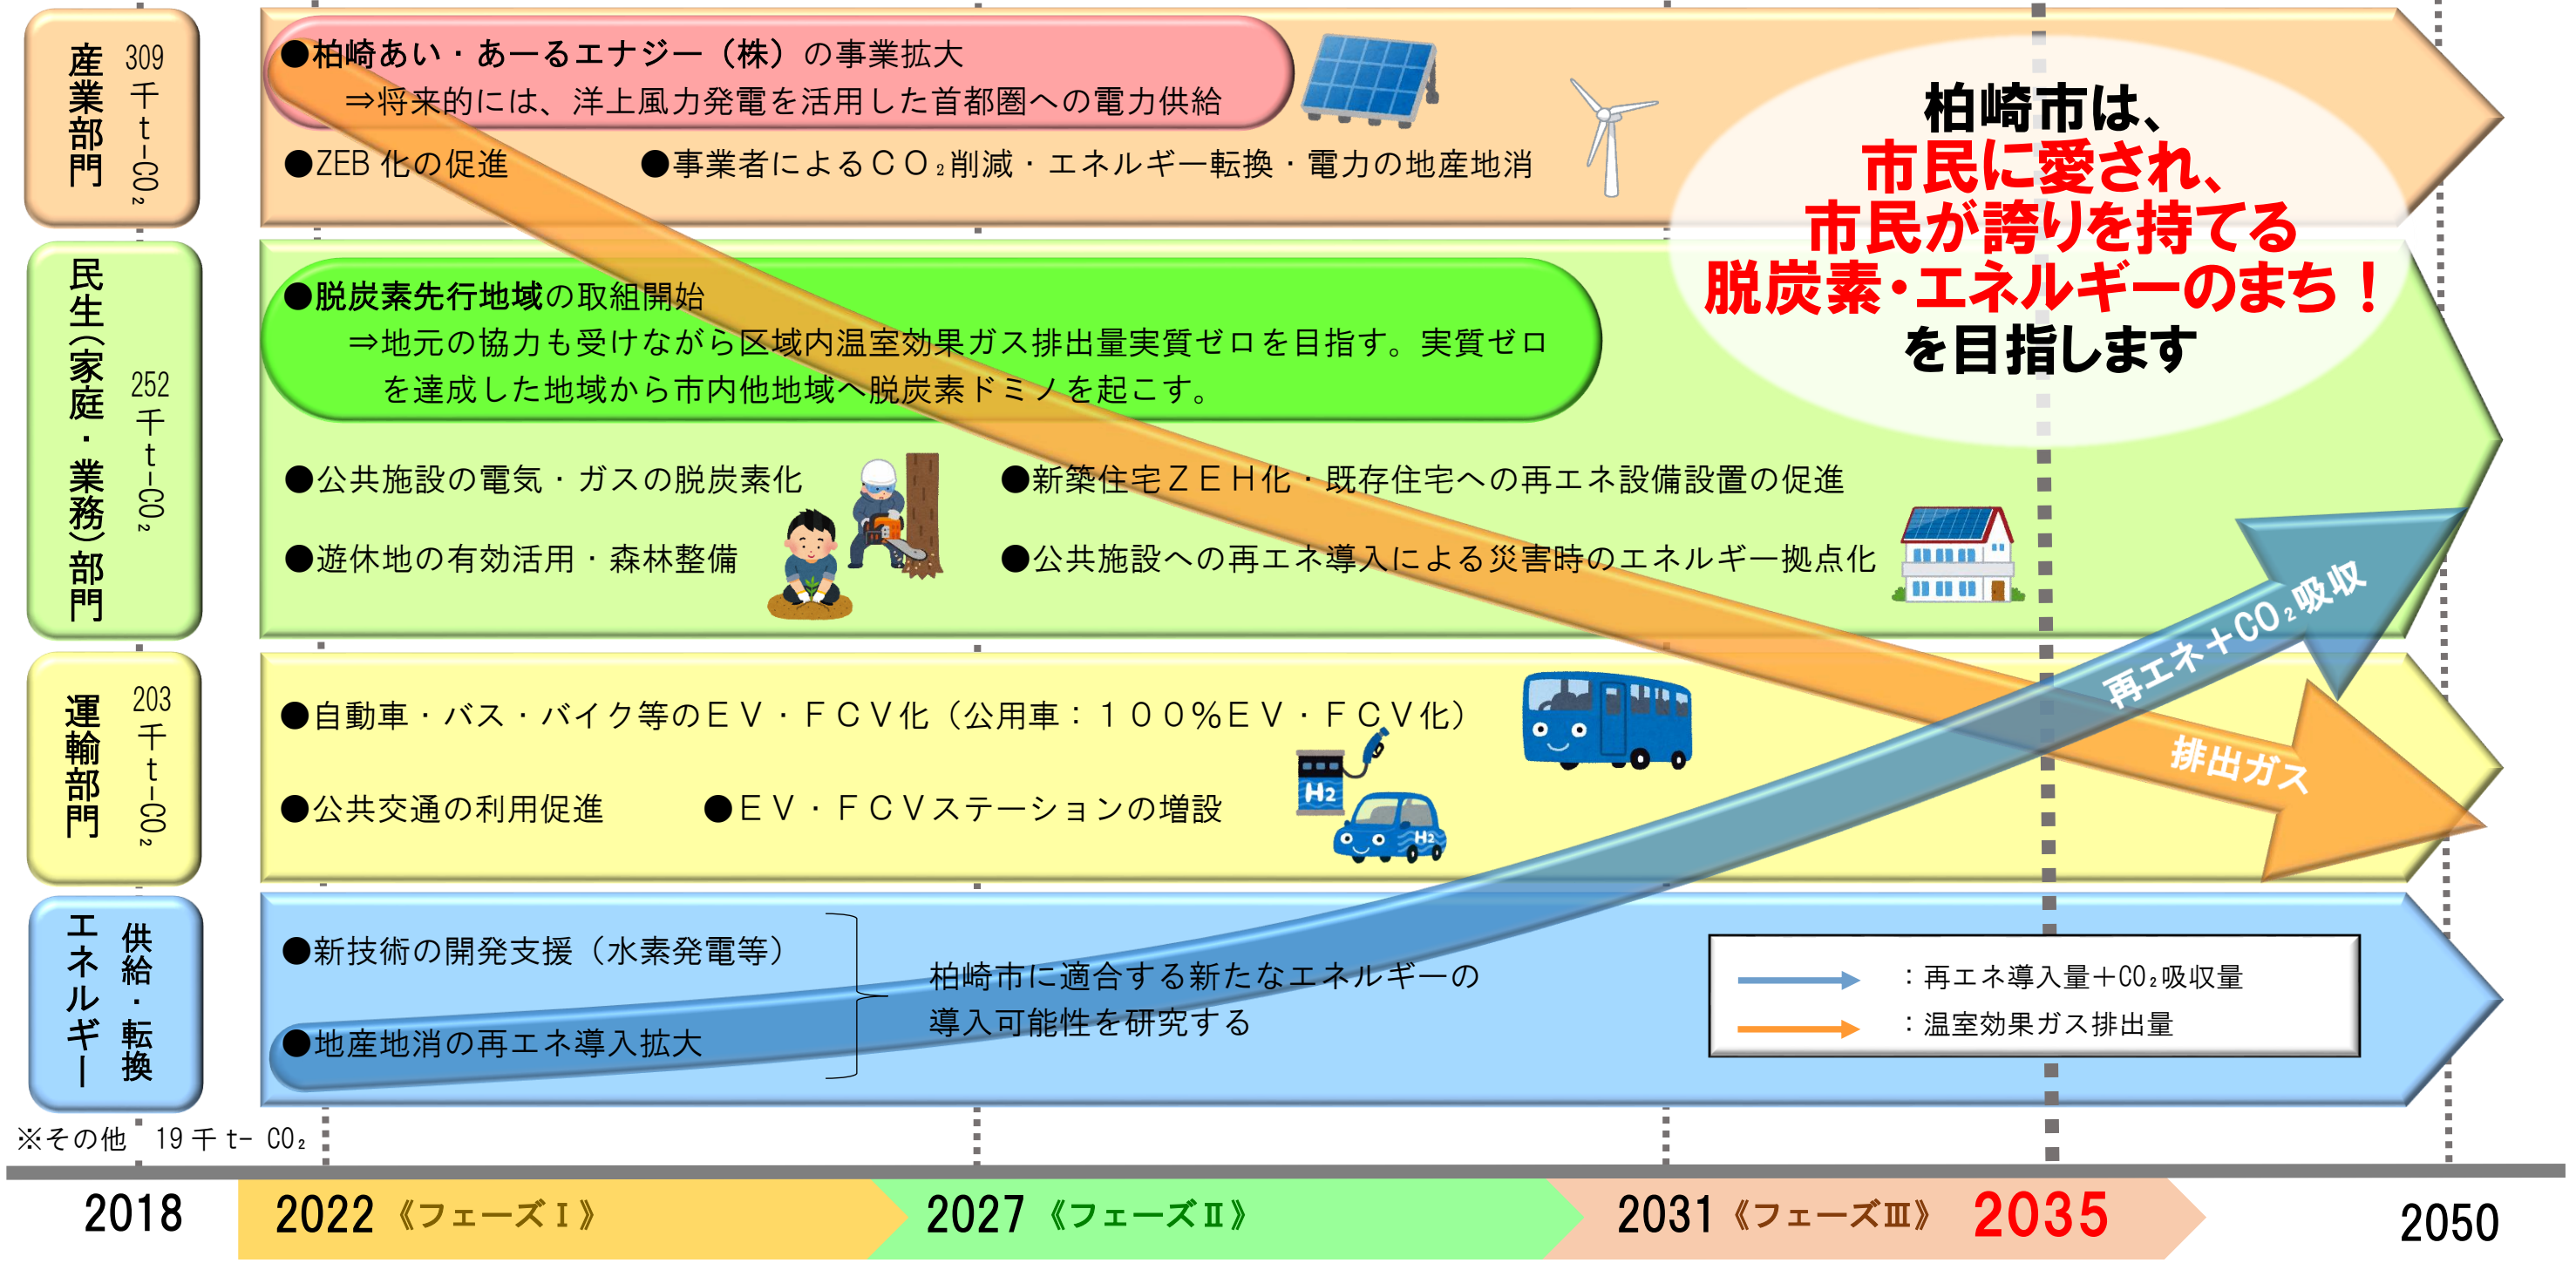 産業部門
309千t-CO₂
●柏崎あい・あーるエナジー（株）の事業拡大
⇒将来的には、洋上風力発電を活用した首都圏への電力供給
●ZEB化の促進
●事業者によるCO₂削減・エネルギー転換・電力の地産地消
柏崎市は、
市民に愛され、
市民が誇りを持てる
脱炭素・エネルギーのまち！
を目指します
民生（家庭・業務）部門
252千t-CO₂
●脱炭素先行地域の取組開始
⇒地元の協力も受けながら区域内温室効果ガス排出量実質ゼロを目指す。実質ゼロ
を達成した地域から市内他地域へ脱炭素ドミノを起こす。
●公共施設の電気・ガスの脱炭素化
●新築住宅ＺＥＨ化・既存住宅への再エネ設備設置の促進
●遊休地の有効活用・森林整備
●公共施設への再エネ導入による災害時のエネルギー拠点化
再エネ＋CO₂吸収
運輸部門
203千t-CO₂
●自動車・バス・バイク等のＥＶ・ＦＣＶ化（公用車：１００％ＥＶ・ＦＣＶ化）
排出ガス
H2
●公共交通の利用促進
●ＥＶ・ＦＣＶステーションの増設
H2
エネルギー
供給・転換
●新技術の開発支援（水素発電等）
●地産地消の再エネ導入拡大
柏崎市に適合する新たなエネルギーの
導入可能性を研究する
：再エネ導入量＋CO₂吸収量
：温室効果ガス排出量
※その他　19千t- CO₂
2018
2022《フェーズⅠ》
2027《フェーズⅡ》
2031《フェーズⅢ》
2035
2050